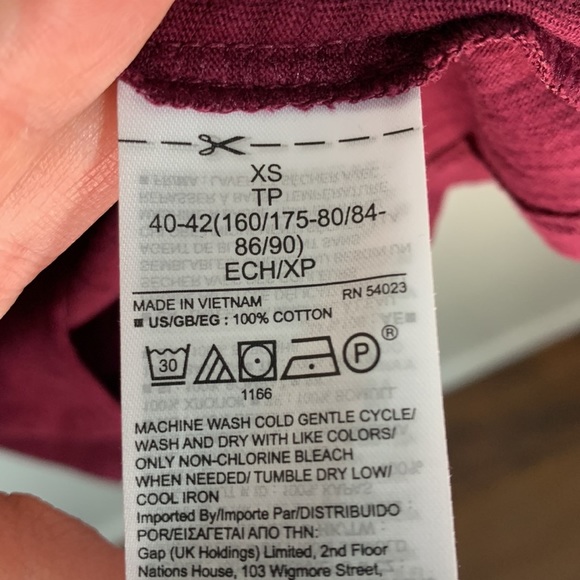 XS
TP
40-42(160/175-80/84-
86/90)
ECH/XP
MADE IN VIETNAM RN 54023
US/GB/EG : 100% COTTON
30 P®
1166
MACHINE WASH COLD GENTLE CYCLE/
WASH AND DRY WITH LIKE COLORS/
ONLY NON-CHLORINE BLEACH
WHEN NEEDED/ TUMBLE DRY LOW/
COOL IRON
Imported By/Importe Par/DISTRIBUIDO
POR/ΕΙΣΑΓΕΤΑΙ ΑΠΟ ΤΗΝ:
Gap (UK Holdings) Limited, 2nd Floor
Nations House, 103 Wigmore Street,